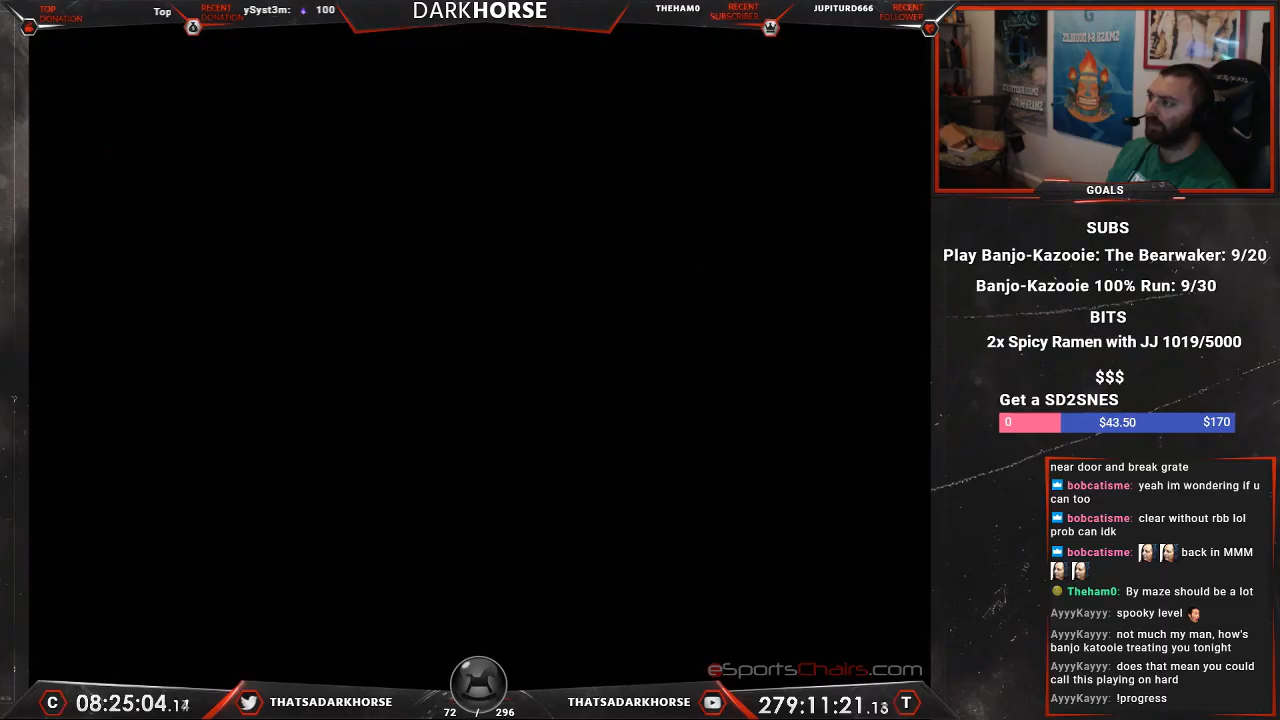 TOP
DONATION
Top
RECENT
DONATION
ySyst3m: 100
DARKHORSE
THEHAM0
RECENT
SUBSCRIBER
JUPITURD666
RECENT
FOLLOWER
SMASH 64 DOUBLES
GOALS
SUBS
Play Banjo-Kazooie: The Bearwaker: 9/20
Banjo-Kazooie 100% Run: 9/30
BITS
2x Spicy Ramen with JJ 1019/5000
$$$
Get a SD2SNES
0 $43.50 $170
near door and break grate
bobcatisme: yeah im wondering if u
can too
bobcatisme: clear without rbb lol
prob can idk
bobcatisme: back in MMM
Theham0: By maze should be a lot
AyyyKayyy: spooky level
AyyyKayyy: not much my man, how's
banjo katooie treating you tonight
AyyyKayyy: does that mean you could
call this playing on hard
AyyyKayyy: !progress
eSportsChairs.com
C 08:25:04.14
THATSADARKHORSE
72 / 296
THATSADARKHORSE
279:11:21.13 T